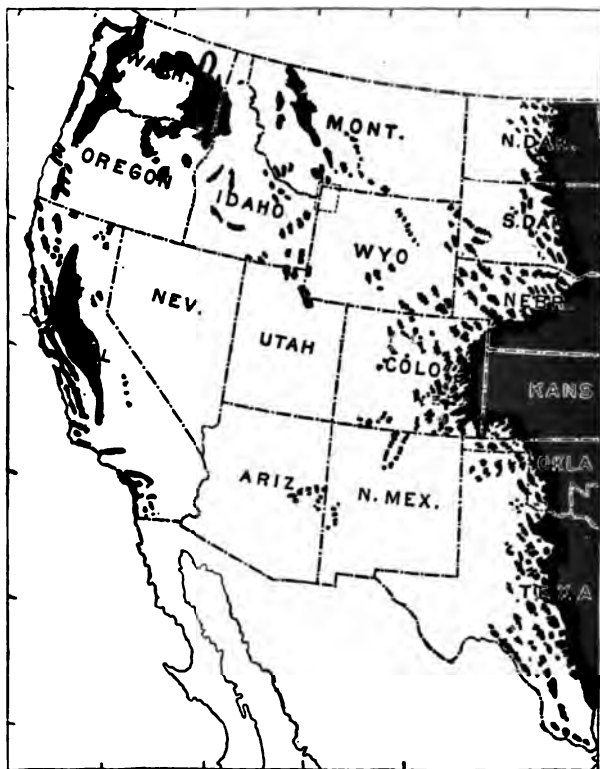 WASH.
MONT.
N. DAK.
OREGON
IDAHO
S. DAK
WYO
NEBR.
NEV.
UTAH
COLO
KANS
ARIZ
N. MEX.
OKLA
TEXA